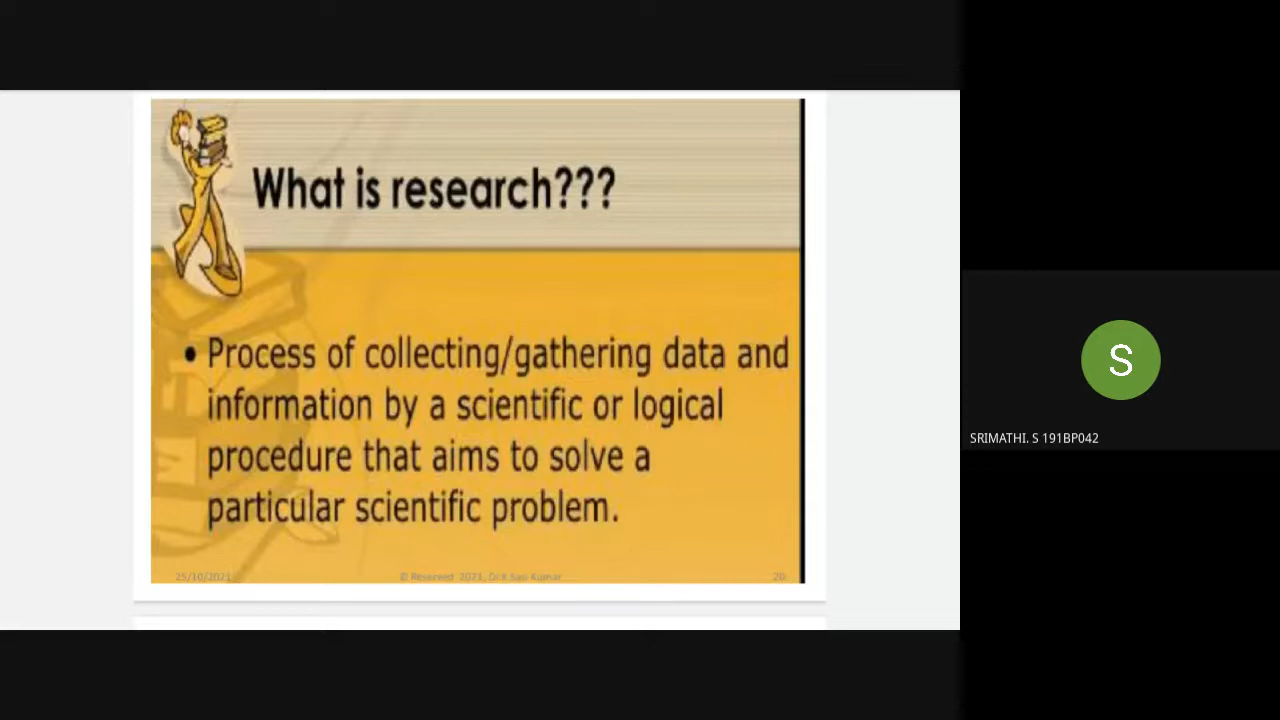 What is research???
• Process of collecting/gathering data and
information by a scientific or logical
procedure that aims to solve a
particular scientific problem.
25/10/2021
© Reserved 2021, Dr.K Sasi Kumar
20
S
SRIMATHI. S 191BP042